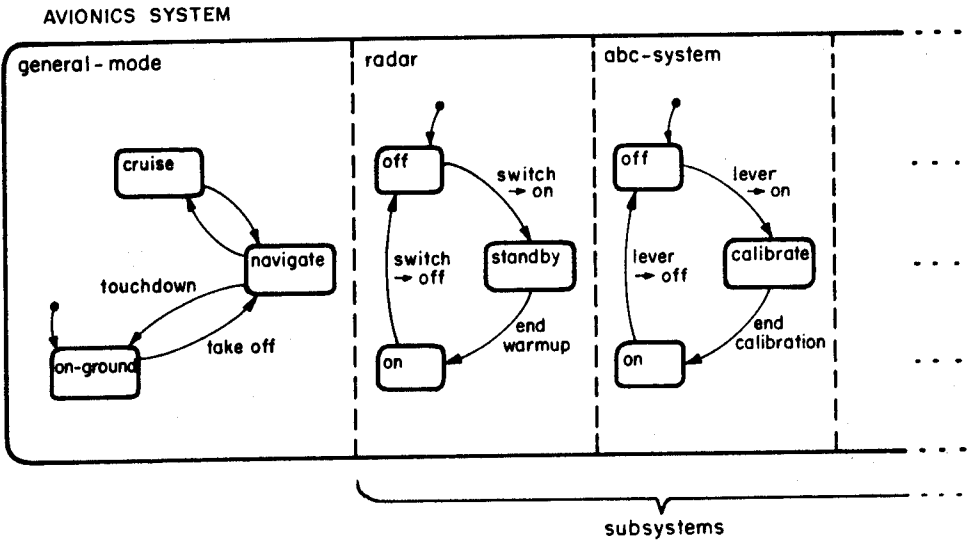 AVIONICS SYSTEM
general-mode
cruise
navigate
touchdown
take off
on-ground
radar
off
switch
→ on
standby
switch
→ off
end
warmup
on
abc-system
off
lever
→ on
calibrate
lever
→ off
end
calibration
on
subsystems